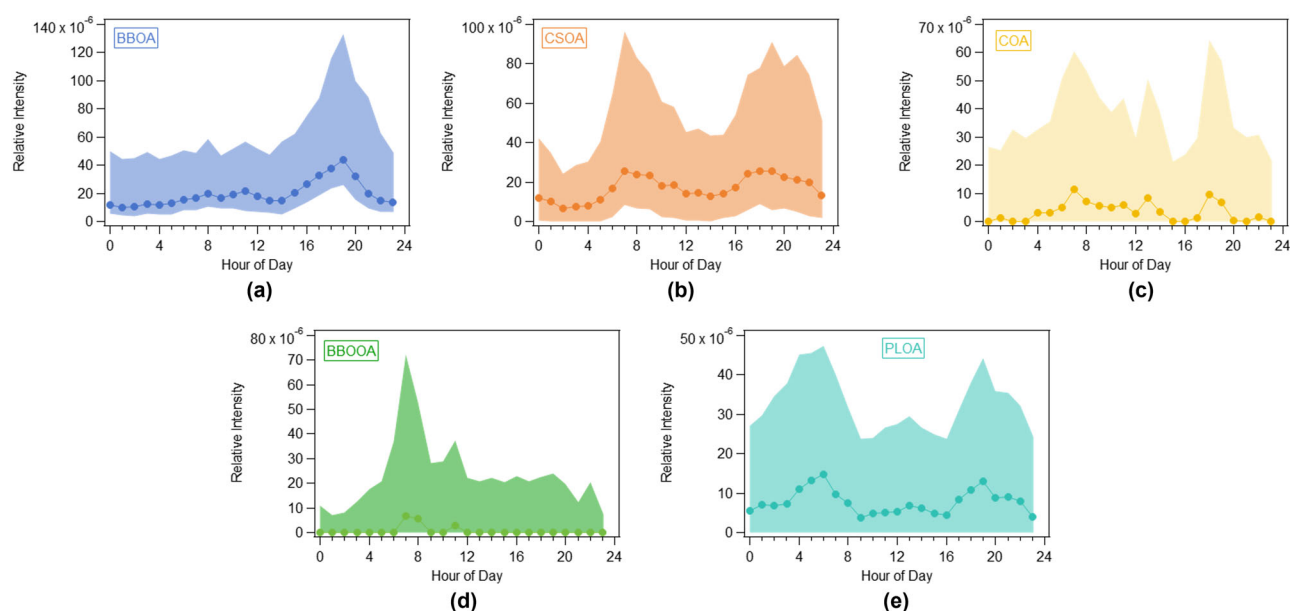 140 x 10⁻⁶
BBOA
120
100
80
60
40
20
0
Relative Intensity
0 4 8 12 16 20 24
Hour of Day
(a)
100 x 10⁻⁶
CSOA
80
60
40
20
0
Relative Intensity
0 4 8 12 16 20 24
Hour of Day
(b)
70 x 10⁻⁶
COA
60
50
40
30
20
10
0
Relative Intensity
0 4 8 12 16 20 24
Hour of Day
(c)
80 x 10⁻⁶
BBOOA
70
60
50
40
30
20
10
0
Relative Intensity
0 4 8 12 16 20 24
Hour of Day
(d)
50 x 10⁻⁶
PLOA
40
30
20
10
0
Relative Intensity
0 4 8 12 16 20 24
Hour of Day
(e)